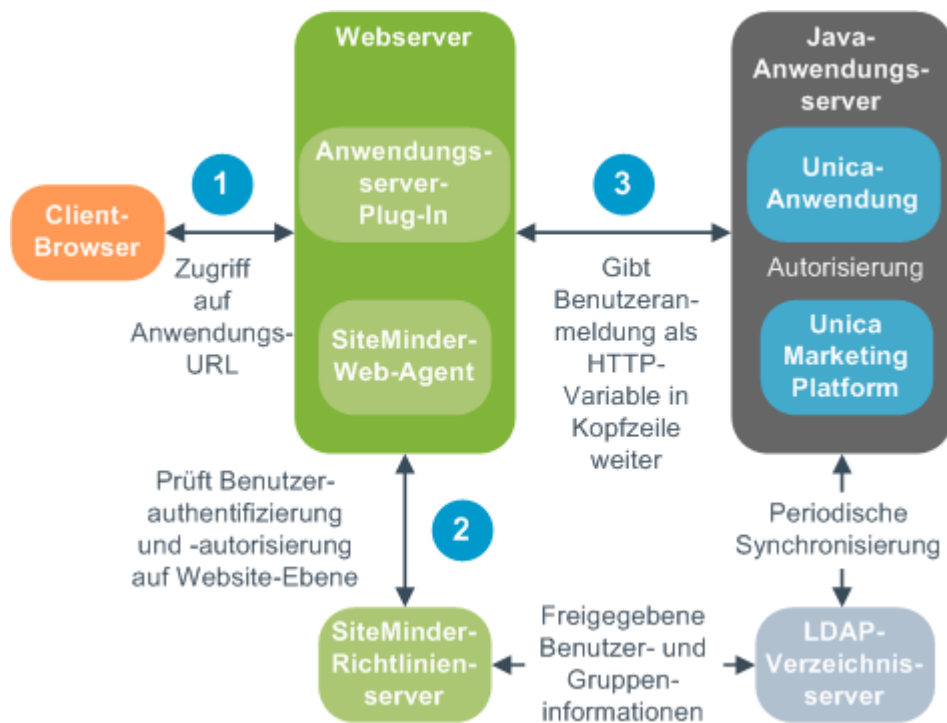 Webserver
Java-
Anwendungs-
server
Anwendungs-
server-
Plug-In
1
3
Unica-
Anwendung
Client-
Browser
Zugriff
auf
Anwendungs-
URL
Gibt
Benutzeran-
meldung als
HTTP-
Variable in
Kopfzeile
weiter
Autorisierung
SiteMinder-
Web-Agent
Unica
Marketing
Platform
Prüft Benutzer-
authentifizierung
und -autorisierung
auf Website-Ebene
2
Periodische
Synchronisierung
SiteMinder-
Richtlinien-
server
Freigegebene
Benutzer- und
Gruppen-
informationen
LDAP-
Verzeichnis-
server